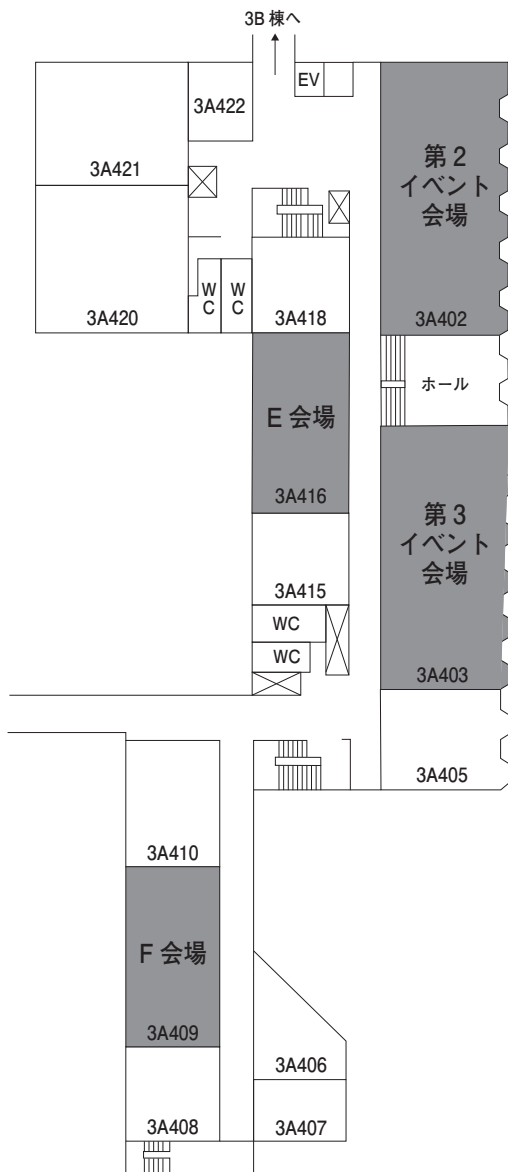 3B 棟へ
EV
3A422
3A421
第 2
イベント
会場
3A420
W
C
W
C
3A418
3A402
ホール
E 会場
3A416
第 3
イベント
会場
3A415
WC
WC
3A403
3A405
3A410
F 会場
3A409
3A406
3A408
3A407